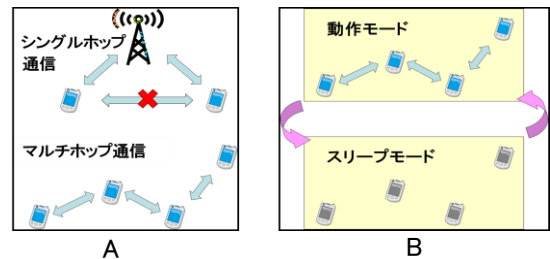 シングルホップ
通信
マルチホップ通信
A
動作モード
スリープモード
B